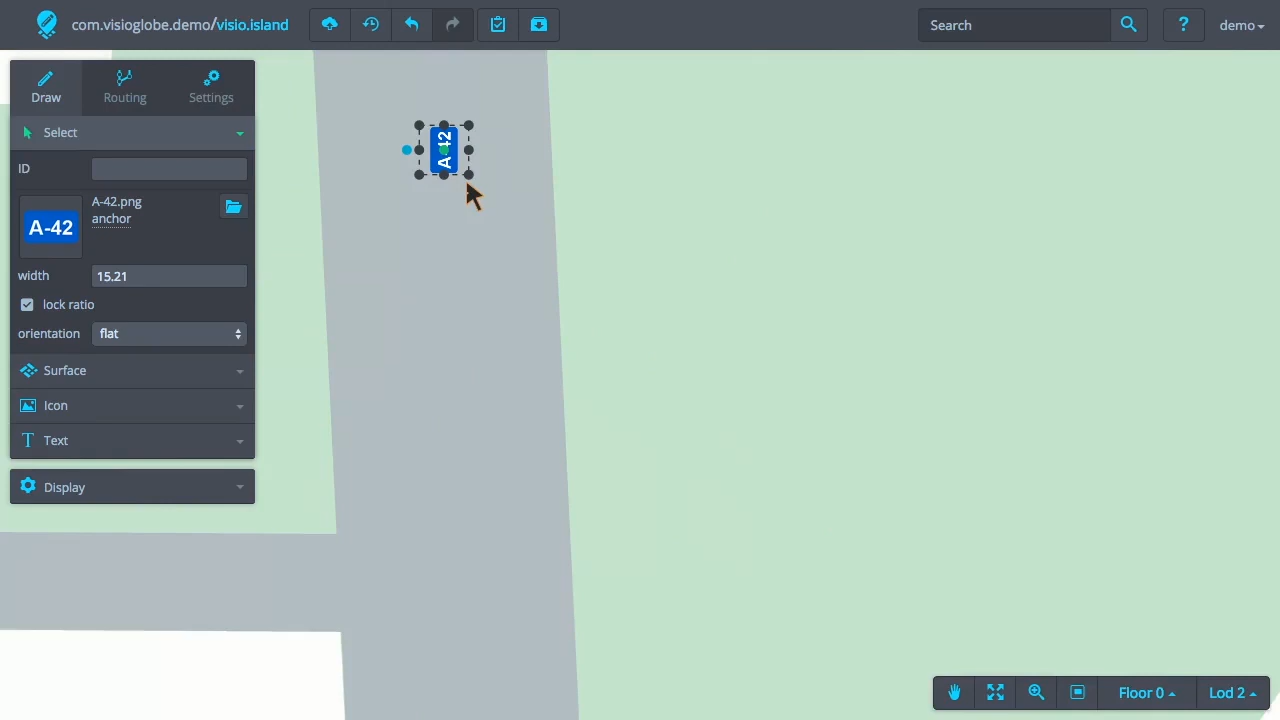 com.visioglobe.demo/visio.island
Search
?
demo
Draw
Routing
Settings
Select
ID
A-42
A-42.png
anchor
width
15.21
lock ratio
orientation
flat
Surface
Icon
T Text
Display
A-42
Floor 0
Lod 2